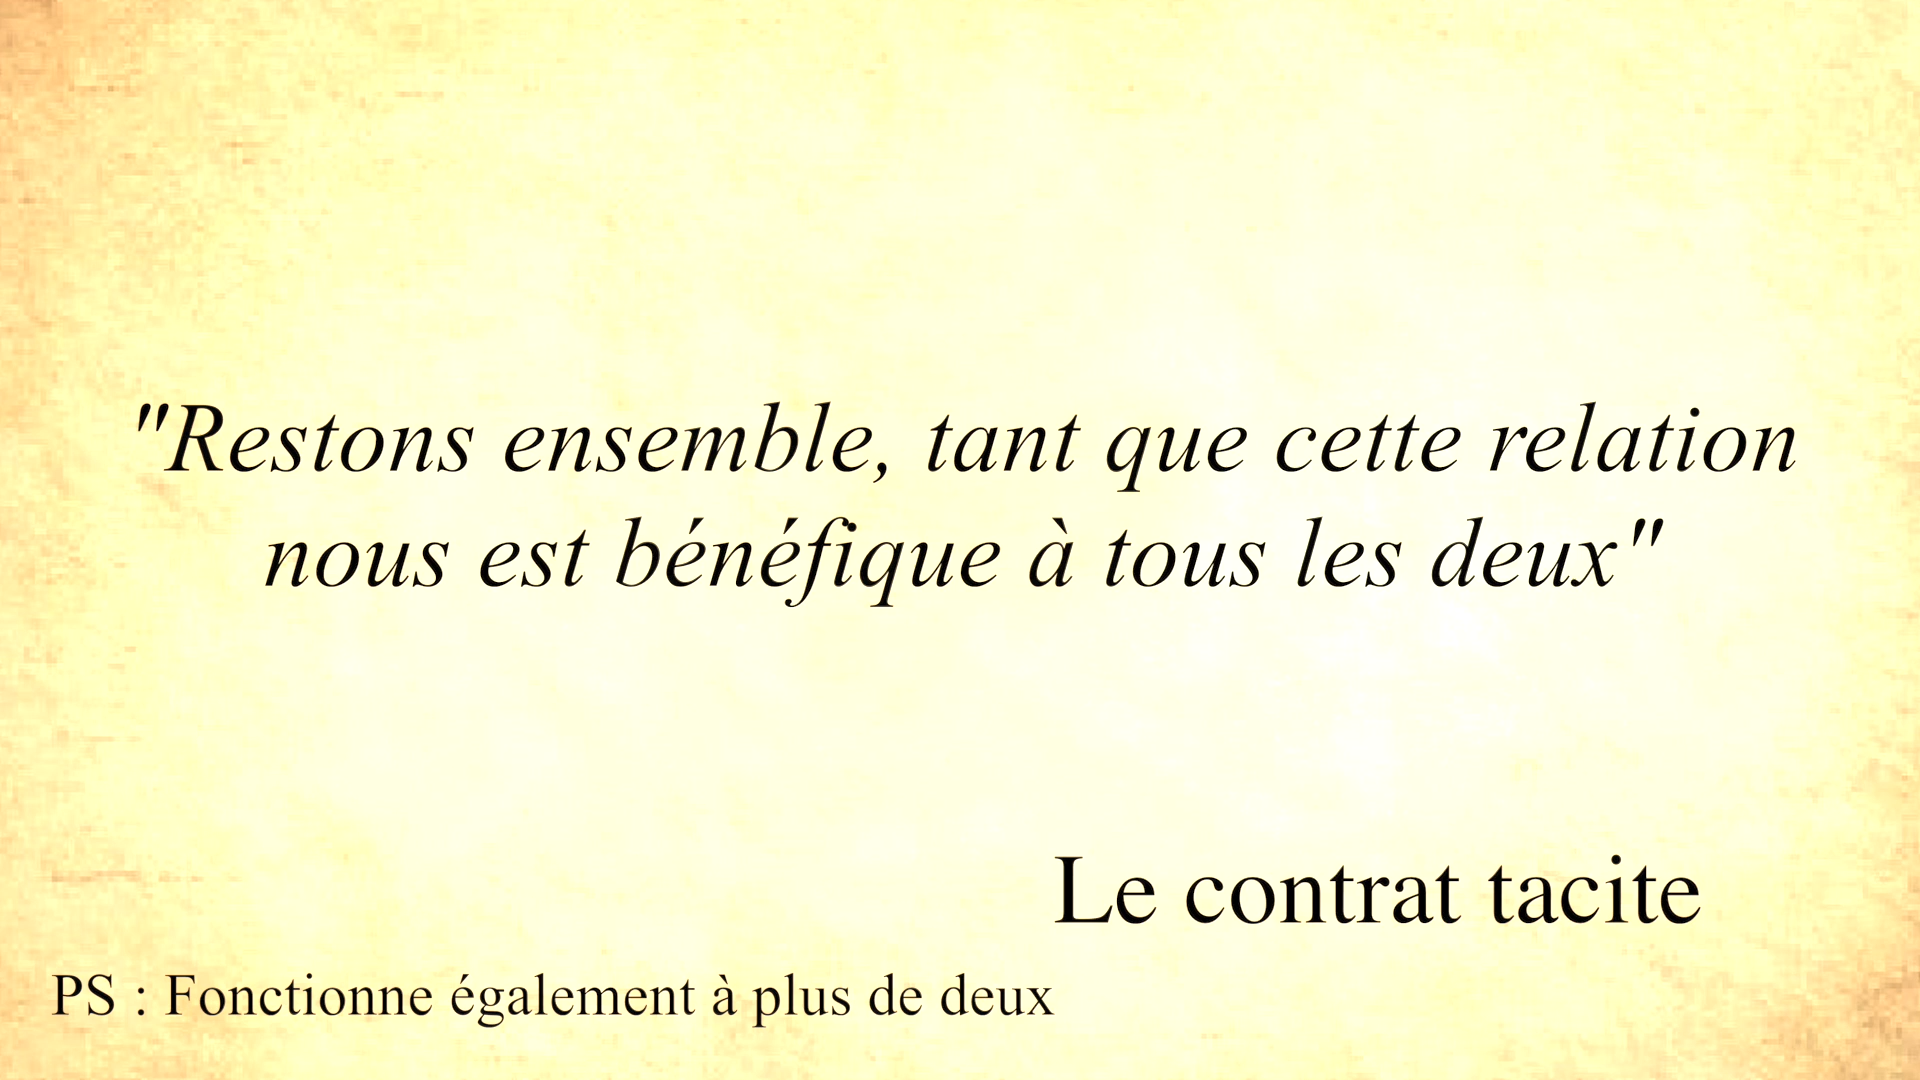 "Restons ensemble, tant que cette relation
nous est bénéfique à tous les deux"
Le contrat tacite
PS : Fonctionne également à plus de deux